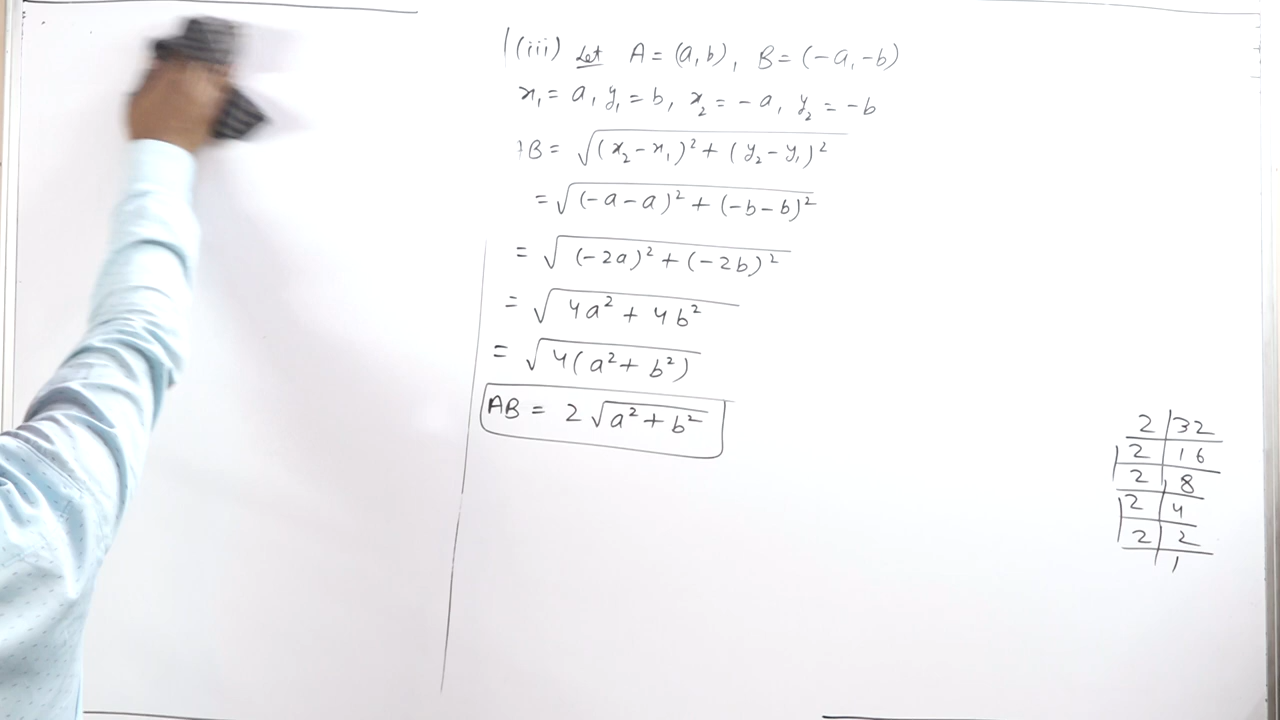 (iii) Let A = (a, b), B = (-a, -b)
x₁ = a, y₁ = b, x₂ = -a, y₂ = -b
AB = √((x₂ - x₁)² + (y₂ - y₁)²)
= √((-a - a)² + (-b - b)²)
= √((-2a)² + (-2b)²)
= √(4a² + 4b²)
= √(4(a² + b²))
AB = 2√(a² + b²)
2 | 32
2 | 16
2 | 8
2 | 4
2 | 2
| 1